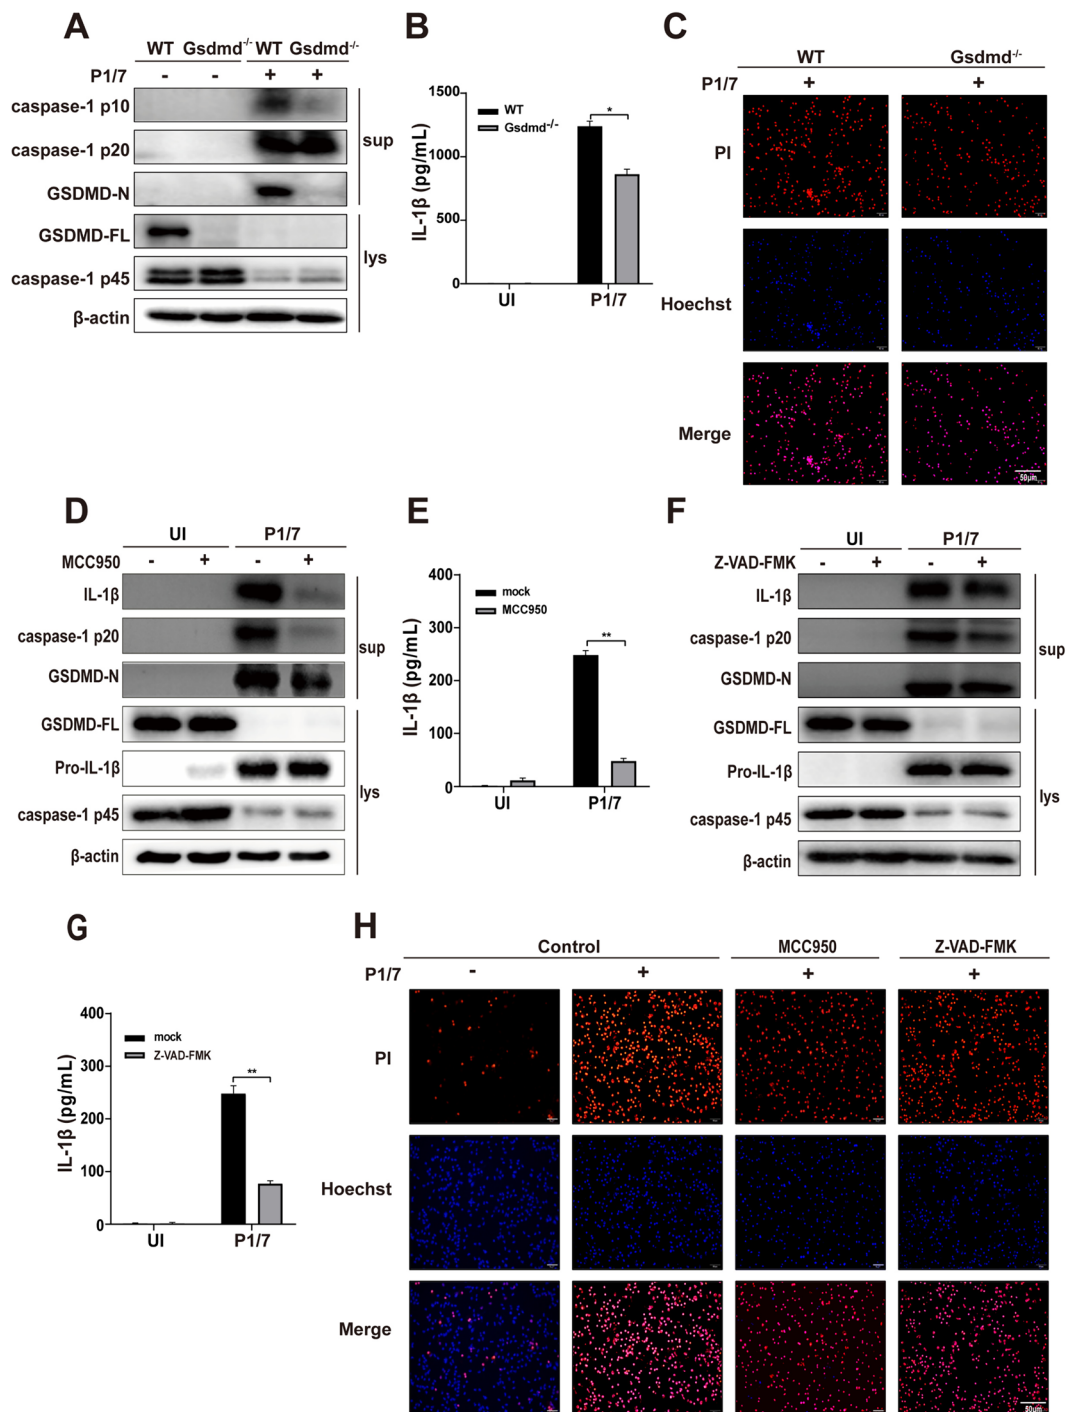 A
WT Gsdmd-/- WT Gsdmd-/-
P1/7 - - + +
caspase-1 p10
caspase-1 p20
GSDMD-N
GSDMD-FL
caspase-1 p45
β-actin
sup
lys
B
1500
1000
500
0
IL-1β (pg/mL)
WT
Gsdmd-/-
*
UI P1/7
C
WT Gsdmd-/-
P1/7 + +
PI
Hoechst
Merge
50μm
D
UI P1/7
MCC950 - + - +
IL-1β
caspase-1 p20
GSDMD-N
GSDMD-FL
Pro-IL-1β
caspase-1 p45
β-actin
sup
lys
E
400
300
200
100
0
IL-1β (pg/mL)
mock
MCC950
**
UI P1/7
F
UI P1/7
Z-VAD-FMK - + - +
IL-1β
caspase-1 p20
GSDMD-N
GSDMD-FL
Pro-IL-1β
caspase-1 p45
β-actin
sup
lys
G
400
300
200
100
0
IL-1β (pg/mL)
mock
Z-VAD-FMK
**
UI P1/7
H
Control MCC950 Z-VAD-FMK
P1/7 - + + +
PI
Hoechst
Merge
50μm